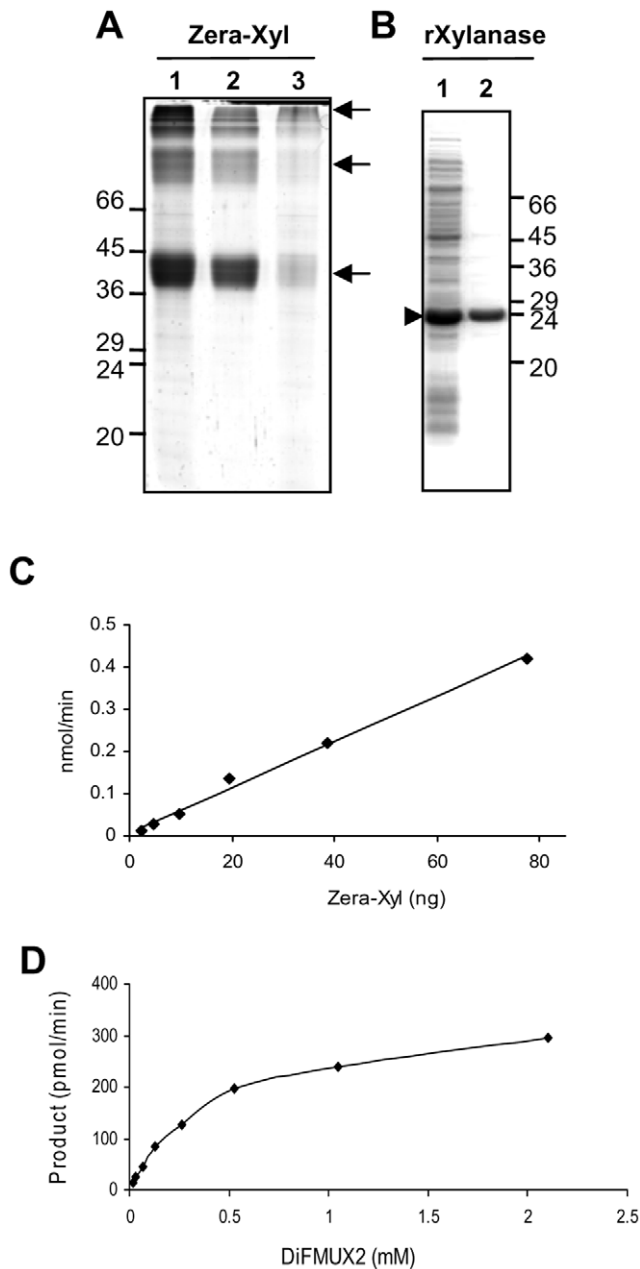 A
Zera-Xyl
1 2 3
66
45
36
29
24
20
B
rXylanase
1 2
66
45
36
29
24
20
C
0.5
0.4
0.3
0.2
0.1
0
nmol/min
0 20 40 60 80
Zera-Xyl (ng)
D
400
300
200
100
0
Product (pmol/min)
0 0.5 1 1.5 2 2.5
DiFMUX2 (mM)